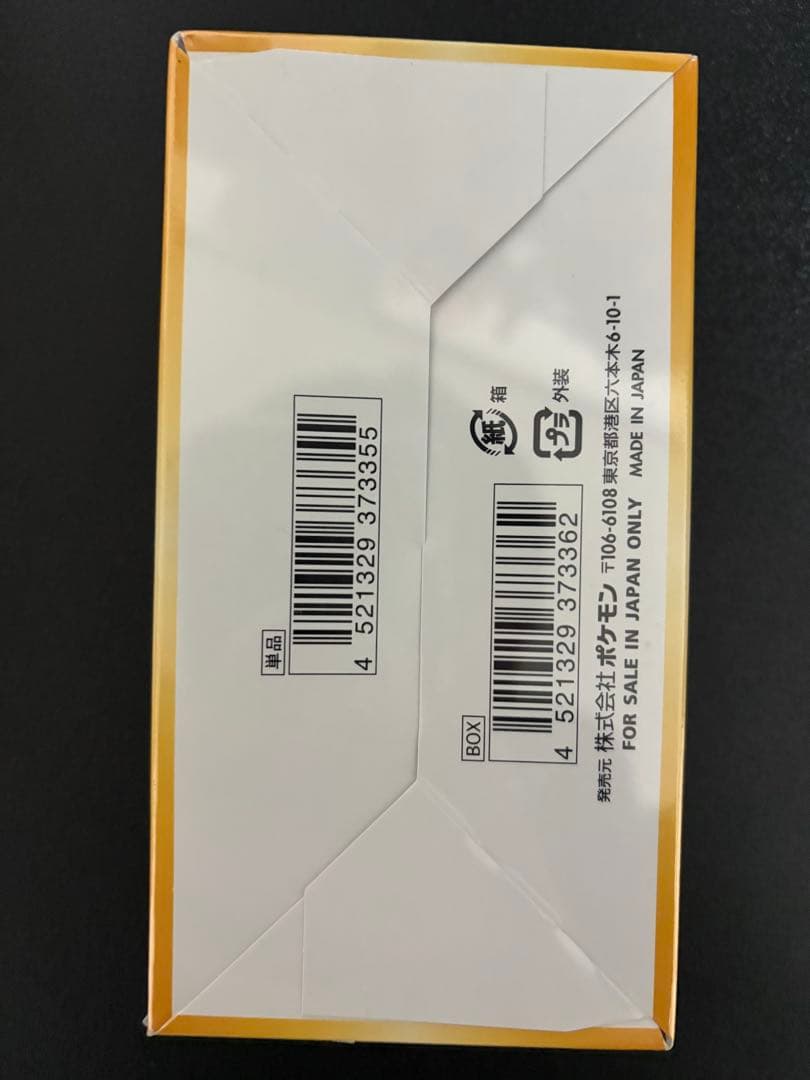 単品
4 521329 373355
BOX
4 521329 373362
紙 箱
プラ 外装
発売元 株式会社 ポケモン 〒106-6108 東京都港区六本木6-10-1
FOR SALE IN JAPAN ONLY MADE IN JAPAN